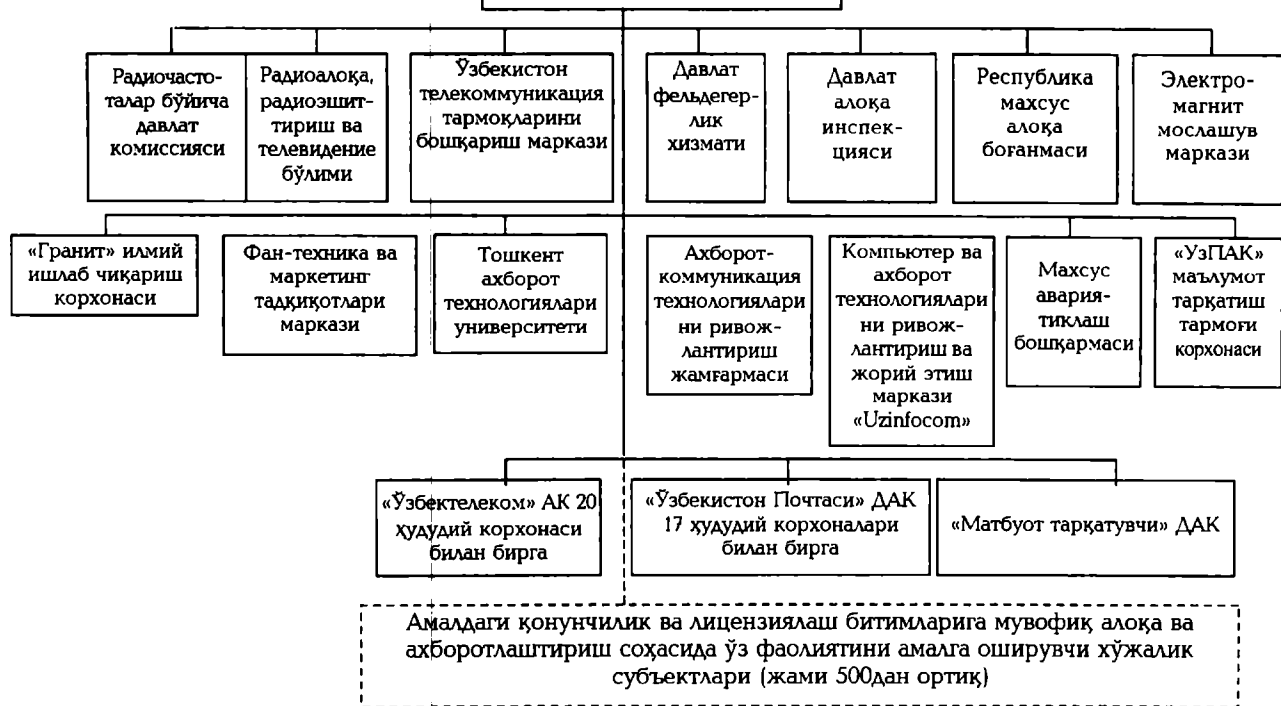 Радиочасто-
талар бўйича
давлат
комиссияси
Радиоалоқа,
радиоэшит-
тириш ва
телевидение
бўлими
Ўзбекистон
телекоммуникация
тармоқларини
бошқариш маркази
Давлат
фельдегер-
лик
хизмати
Давлат
алоқа
инспек-
цияси
Республика
махсус
алоқа
боғанмаси
Электро-
магнит
мослашув
маркази
«Гранит» илмий
ишлаб чиқариш
корхонаси
Фан-техника ва
маркетинг
тадқиқотлари
маркази
Тошкент
ахборот
технологиялари
университети
Ахборот-
коммуникация
технологиялари
ни ривож-
лантириш
жамғармаси
Компьютер ва
ахборот
технологиялари
ни ривож-
лантириш ва
жорий этиш
маркази
«Uzinfocom»
Махсус
авария-
тиклаш
бошқармаси
«УзПАК»
маълумот
тарқатиш
тармоғи
корхонаси
«Ўзбектелеком» АК 20
ҳудудий корхонаси
билан бирга
«Ўзбекистон Почтаси» ДАК
17 ҳудудий корхоналари
билан бирга
«Матбуот тарқатувчи» ДАК
Амалдаги қонунчилик ва лицензиялаш битимларига мувофиқ алоқа ва
ахборотлаштириш соҳасида ўз фаолиятини амалга оширувчи хўжалик
субъектлари (жами 500дан ортиқ)